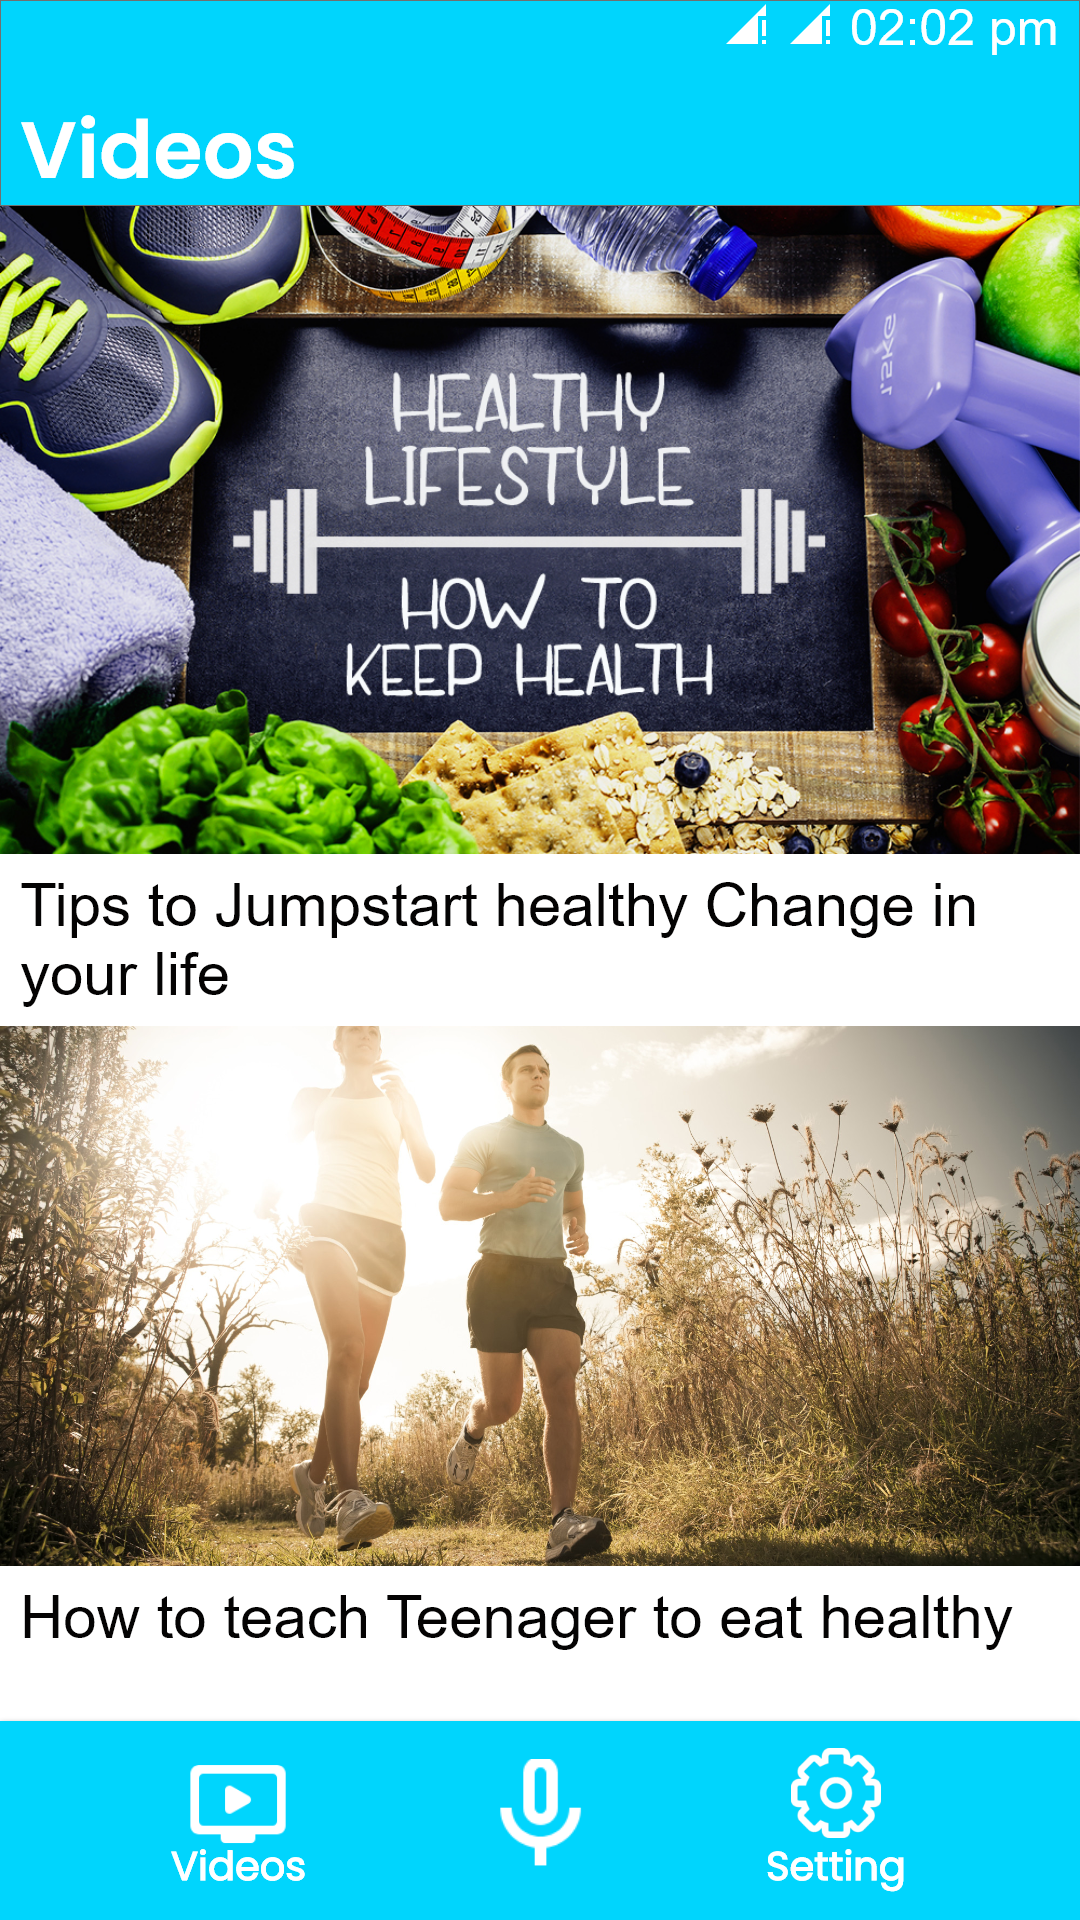 02:02 pm
Videos
HEALTHY
LIFESTYLE
HOW TO
KEEP HEALTH
Tips to Jumpstart healthy Change in
your life
How to teach Teenager to eat healthy
Videos
Setting